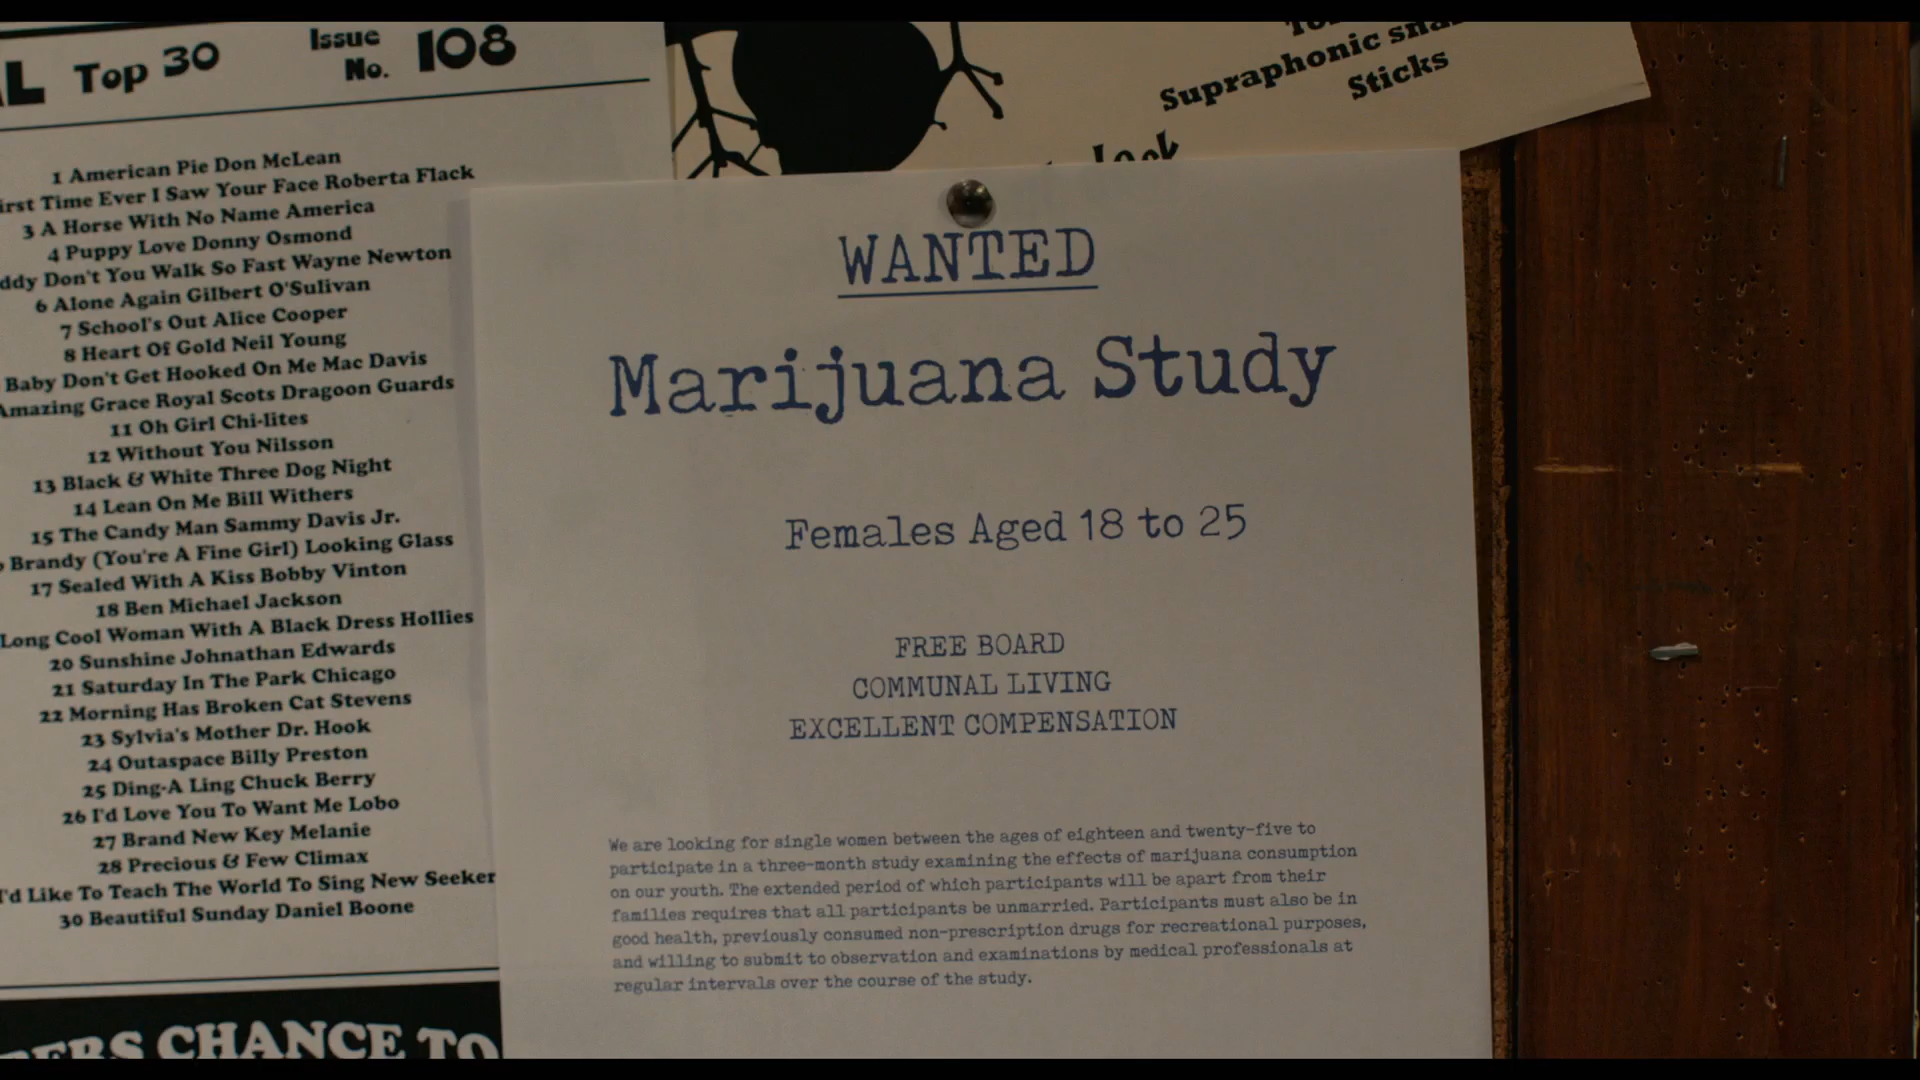 Top 30
Issue
No. 108
1 American Pie Don McLean
Time Ever I Saw Your Face Roberta Flack
3 A Horse With No Name America
4 Puppy Love Donny Osmond
Don't You Walk So Fast Wayne Newton
6 Alone Again Gilbert O'Sulivan
7 School's Out Alice Cooper
8 Heart Of Gold Neil Young
Baby Don't Get Hooked On Me Mac Davis
Amazing Grace Royal Scots Dragoon Guards
11 Oh Girl Chi-lites
12 Without You Nilsson
13 Black & White Three Dog Night
14 Lean On Me Bill Withers
15 The Candy Man Sammy Davis Jr.
Brandy (You're A Fine Girl) Looking Glass
17 Sealed With A Kiss Bobby Vinton
18 Ben Michael Jackson
Long Cool Woman With A Black Dress Hollies
20 Sunshine Johnathan Edwards
21 Saturday In The Park Chicago
22 Morning Has Broken Cat Stevens
23 Sylvia's Mother Dr. Hook
24 Outaspace Billy Preston
25 Ding-A Ling Chuck Berry
26 I'd Love You To Want Me Lobo
27 Brand New Key Melanie
28 Precious & Few Climax
I'd Like To Teach The World To Sing New Seeker
30 Beautiful Sunday Daniel Boone
CHANCE TO
Supraphonic
Sticks
Look
WANTED
Marijuana Study
Females Aged 18 to 25
FREE BOARD
COMMUNAL LIVING
EXCELLENT COMPENSATION
We are looking for single women between the ages of eighteen and twenty-five to
participate in a three-month study examining the effects of marijuana consumption
on our youth. The extended period of which participants will be apart from their
families requires that all participants be unmarried. Participants must also be in
good health, previously consumed non-prescription drugs for recreational purposes,
and willing to submit to observation and examinations by medical professionals at
regular intervals over the course of the study.